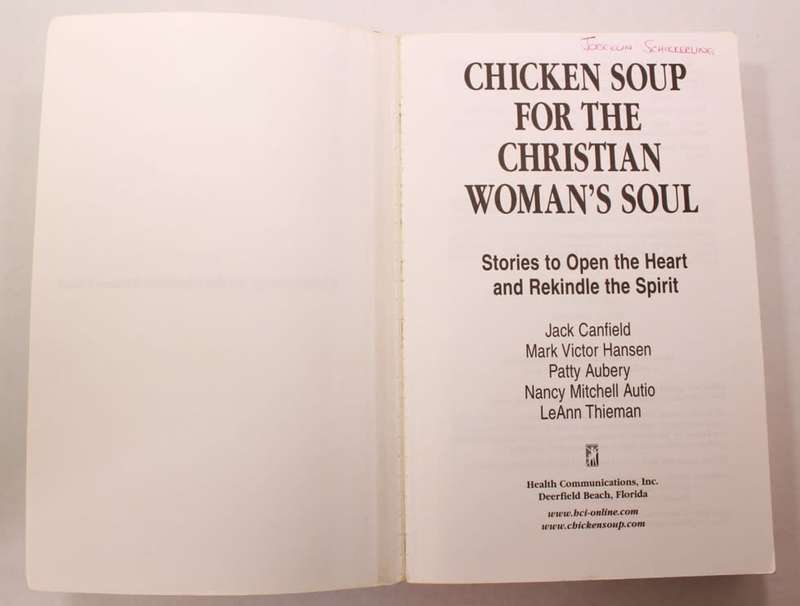 CHICKEN SOUP
FOR THE
CHRISTIAN
WOMAN'S SOUL
Stories to Open the Heart
and Rekindle the Spirit
Jack Canfield
Mark Victor Hansen
Patty Aubery
Nancy Mitchell Autio
LeAnn Thieman
Health Communications, Inc.
Deerfield Beach, Florida
www.hci-online.com
www.chickensoup.com